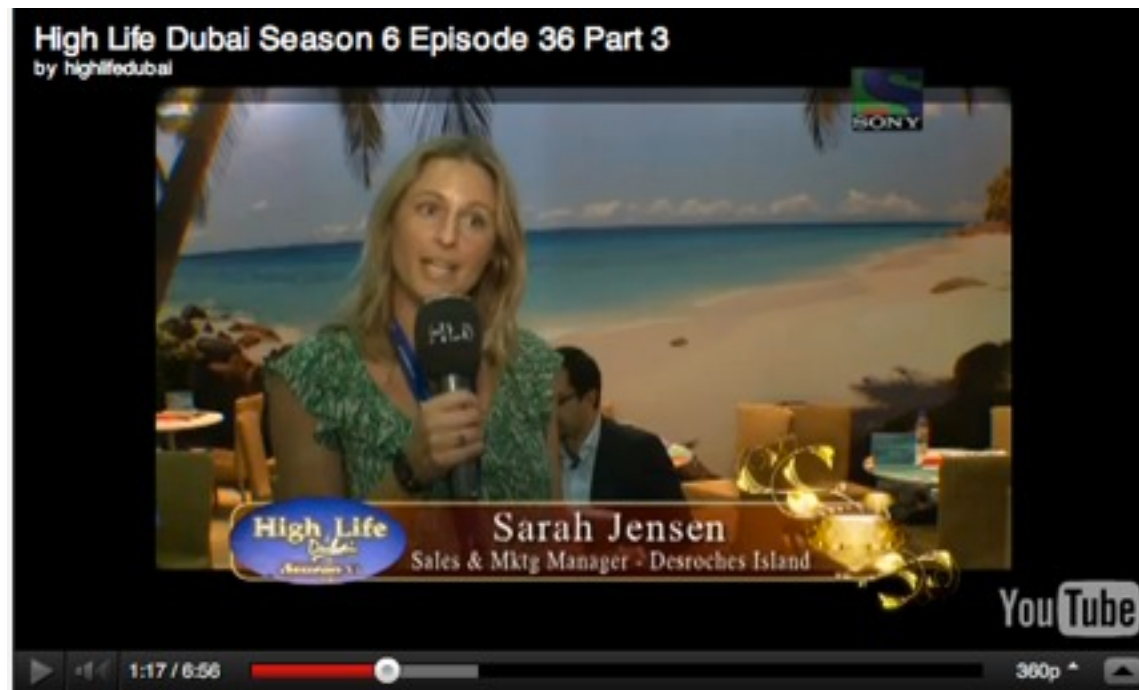 High Life Dubai Season 6 Episode 36 Part 3
by highlifedubai
SONY
HLD
High Life
Dubai
Sarah Jensen
Sales & Mktg Manager - Desroches Island
YouTube
1:17 / 6:56
360p